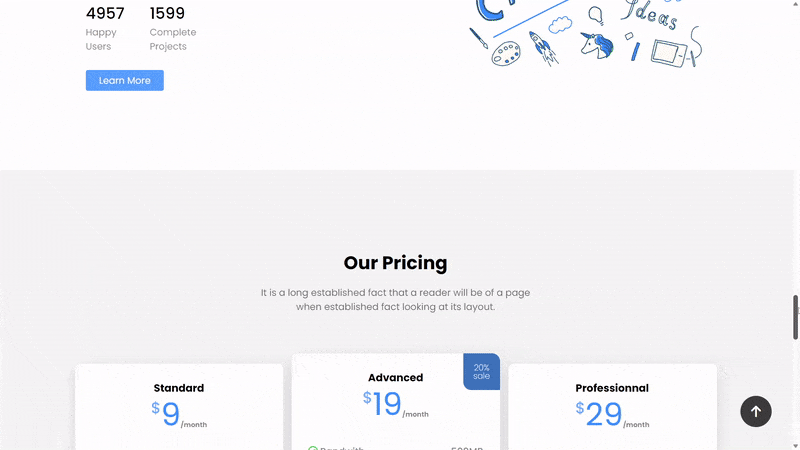 4957
1599
Happy
Users
Complete
Projects
Learn More
Ideas
Our Pricing
It is a long established fact that a reader will be of a page
when established fact looking at its layout.
Standard
$9/month
Advanced
$19/month
20%
sale
Professionnal
$29/month